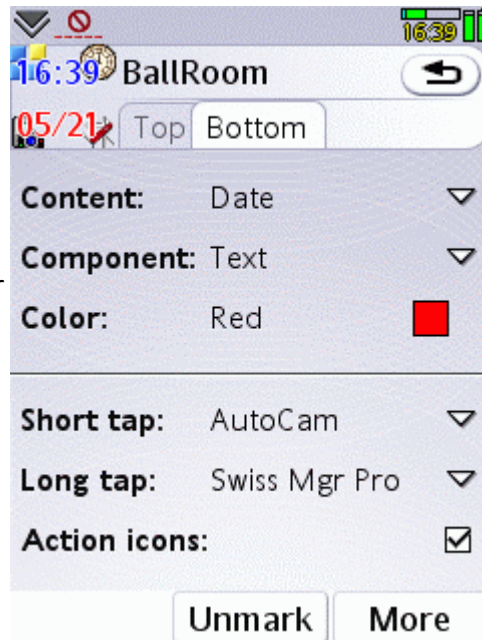 16:39
16:39 BallRoom
05/21 Top Bottom
Content: Date
Component: Text
Color: Red
Short tap: AutoCam
Long tap: Swiss Mgr Pro
Action icons:
Unmark More